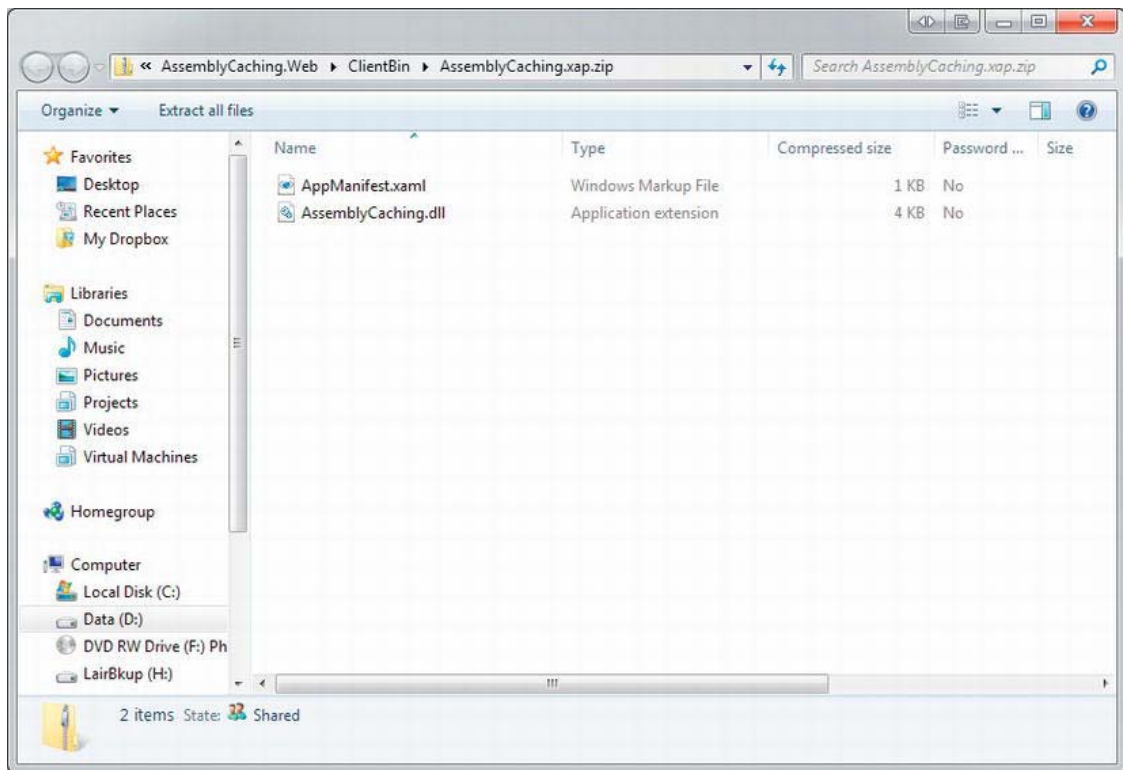 « AssemblyCaching.Web ▸ ClientBin ▸ AssemblyCaching.xap.zip
Search AssemblyCaching.xap.zip
Organize Extract all files
Name Type Compressed size Password ... Size
AppManifest.xaml Windows Markup File 1 KB No
AssemblyCaching.dll Application extension 4 KB No
Favorites
Desktop
Recent Places
My Dropbox
Libraries
Documents
Music
Pictures
Projects
Videos
Virtual Machines
Homegroup
Computer
Local Disk (C:)
Data (D:)
DVD RW Drive (F:) Ph
LairBkup (H:)
2 items State: Shared